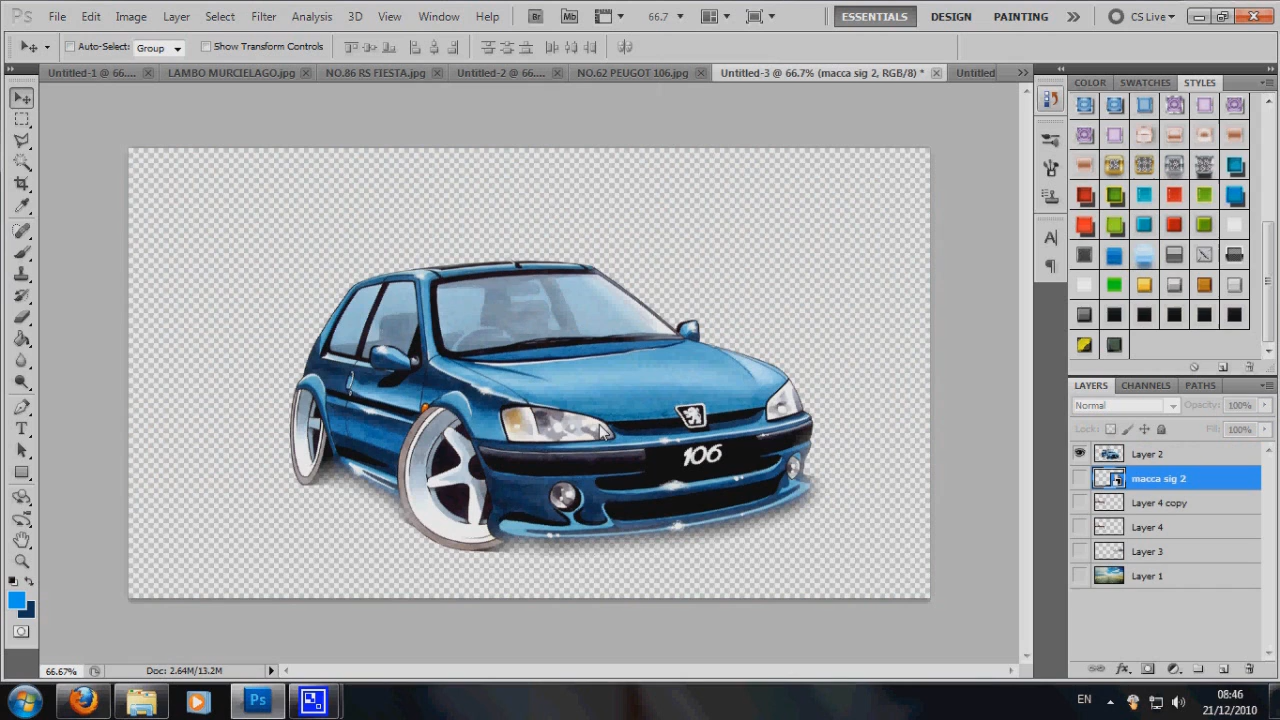 Ps File Edit Image Layer Select Filter Analysis 3D View Window Help Br Mb 66.7 ESSENTIALS DESIGN PAINTING CS Live
Auto-Select: Group Show Transform Controls
Untitled-1 @ 66.... LAMBO MURCIELAGO.jpg NO.86 RS FIESTA.jpg Untitled-2 @ 66.... NO.62 PEUGOT 106.jpg Untitled-3 @ 66.7% (macca sig 2, RGB/8) * Untitled
COLOR SWATCHES STYLES
106
LAYERS CHANNELS PATHS
Normal Opacity: 100%
Lock: Fill: 100%
Layer 2
macca sig 2
Layer 4 copy
Layer 4
Layer 3
Layer 1
66.67% Doc: 2.64M/13.2M
Ps EN 08:46
21/12/2010